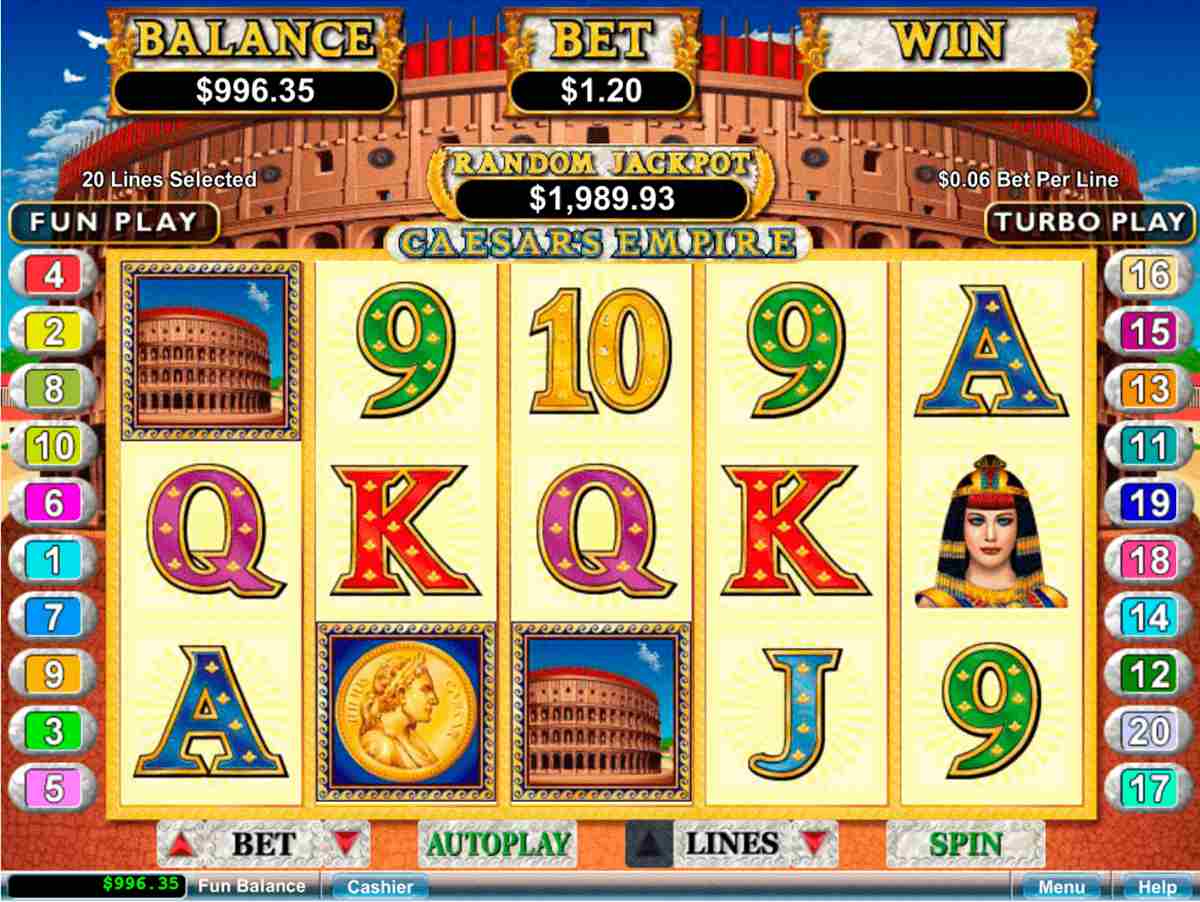 BALANCE BET WIN
$996.35 $1.20
RANDOM JACKPOT
20 Lines Selected $1,989.93 $0.06 Bet Per Line
FUN PLAY TURBO PLAY
CAESAR'S EMPIRE
4 16
2 9 10 9 A 15
8 13
10 11
6 Q K Q K 19
1 18
7 14
9 A J 9 12
3 20
5 17
BET AUTOPLAY LINES SPIN
$996.35 Fun Balance Cashier Menu Help